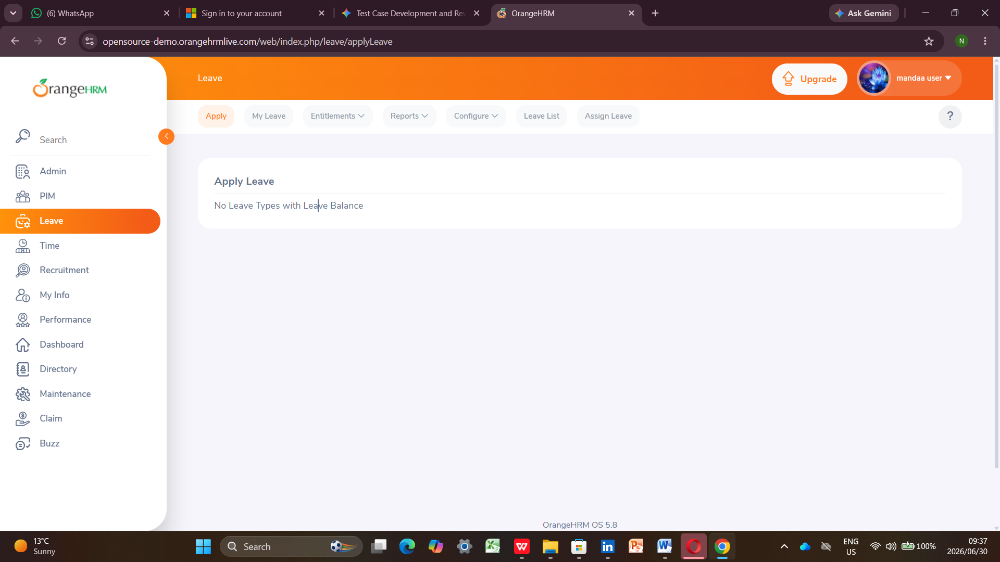 (6) WhatsApp
Sign in to your account
Test Case Development and Re
OrangeHRM
Ask Gemini
opensource-demo.orangehrmlive.com/web/index.php/leave/applyLeave
N
OrangeHRM
Leave
Upgrade
mandaa user
Apply
My Leave
Entitlements
Reports
Configure
Leave List
Assign Leave
?
Search
Admin
PIM
Leave
Time
Recruitment
My Info
Performance
Dashboard
Directory
Maintenance
Claim
Buzz
Apply Leave
No Leave Types with Leave Balance
OrangeHRM OS 5.8
13°C
Sunny
Search
ENG
US
100%
09:37
2026/06/30